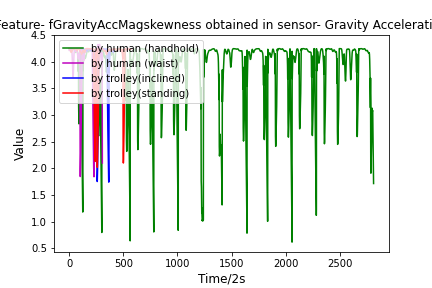 Feature- fGravityAccMagskewness obtained in sensor- Gravity Accelerati
by human (handhold)
by human (waist)
by trolley(inclined)
by trolley(standing)
Value
4.5
4.0
3.5
3.0
2.5
2.0
1.5
1.0
0.5
0 500 1000 1500 2000 2500
Time/2s